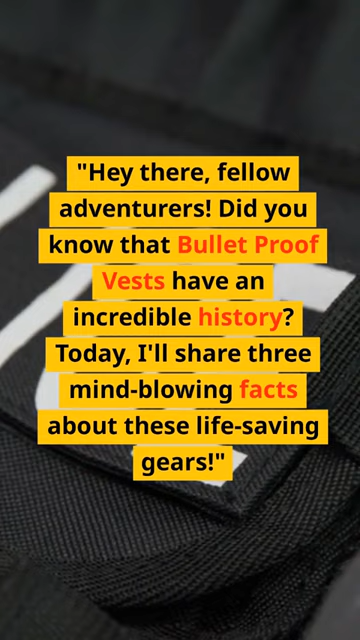 "Hey there, fellow
adventurers! Did you
know that Bullet Proof
Vests have an
incredible history?
Today, I'll share three
mind-blowing facts
about these life-saving
gears!"